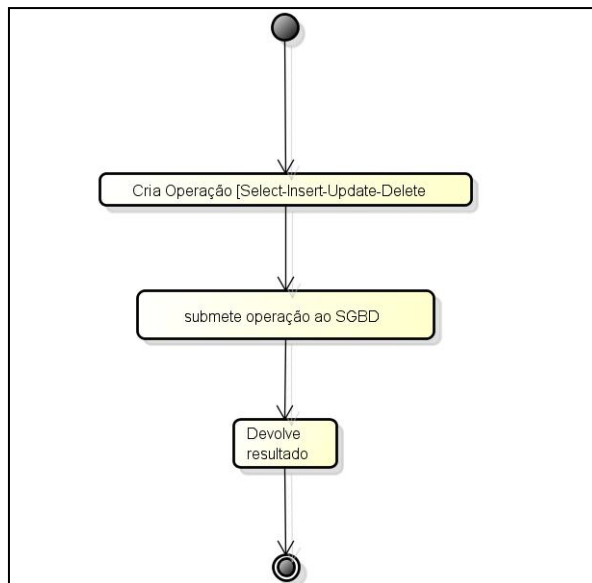 Cria Operação [Select-Insert-Update-Delete
submete operação ao SGBD
Devolve
resultado